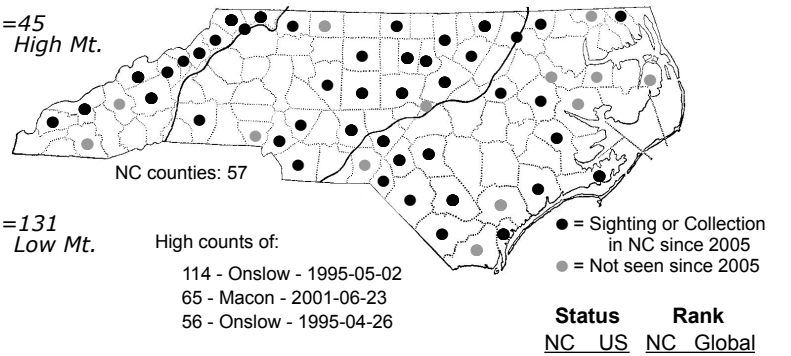 =45
High Mt.
NC counties: 57
=131
Low Mt.
High counts of:
114 - Onslow - 1995-05-02
65 - Macon - 2001-06-23
56 - Onslow - 1995-04-26
= Sighting or Collection
in NC since 2005
= Not seen since 2005
Status Rank
NC US NC Global